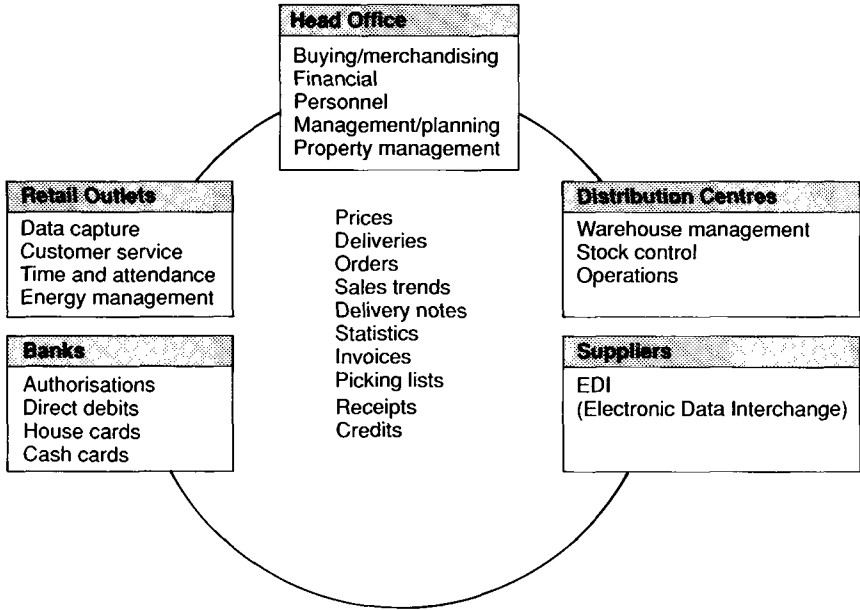 Head Office
Buying/merchandising
Financial
Personnel
Management/planning
Property management
Retail Outlets
Data capture
Customer service
Time and attendance
Energy management
Prices
Deliveries
Orders
Sales trends
Delivery notes
Statistics
Invoices
Picking lists
Receipts
Credits
Distribution Centres
Warehouse management
Stock control
Operations
Banks
Authorisations
Direct debits
House cards
Cash cards
Suppliers
EDI
(Electronic Data Interchange)